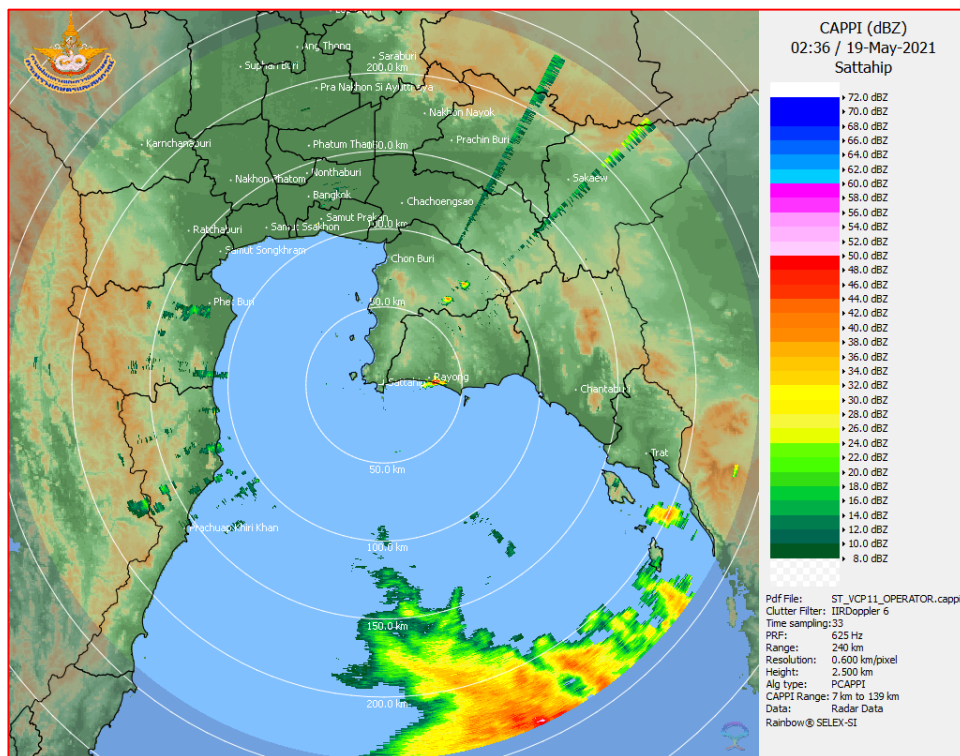 CAPPI (dBZ)
02:36 / 19-May-2021
Sattahip
72.0 dBZ
70.0 dBZ
68.0 dBZ
66.0 dBZ
64.0 dBZ
62.0 dBZ
60.0 dBZ
58.0 dBZ
56.0 dBZ
54.0 dBZ
52.0 dBZ
50.0 dBZ
48.0 dBZ
46.0 dBZ
44.0 dBZ
42.0 dBZ
40.0 dBZ
38.0 dBZ
36.0 dBZ
34.0 dBZ
32.0 dBZ
30.0 dBZ
28.0 dBZ
26.0 dBZ
24.0 dBZ
22.0 dBZ
20.0 dBZ
18.0 dBZ
16.0 dBZ
14.0 dBZ
12.0 dBZ
10.0 dBZ
8.0 dBZ
Pdf File: ST_VCP11_OPERATOR.cappi
Clutter Filter: IIRDoppler 6
Time sampling:33
PRF: 625 Hz
Range: 240 km
Resolution: 0.600 km/pixel
Height: 2.500 km
Alg type: PCAPPI
CAPPI Range: 7 km to 139 km
Data: Radar Data
Rainbow® SELEX-SI
Ang Thong
Saraburi
Suphan Buri
200.0 km
Pra Nakhon Si Ayuttaya
Nakhon Nayok
Prachin Buri
Karnchanaburi
Phatum Than
Nonthaburi
Nakhon Phatom
Sakaew
Bangkok
Chachoengsao
Samut Prakan
Samut Ssakhon
Ratchaburi
Samut Songkhram
Chon Buri
Phet Buri
Rayong
Chantaburi
50.0 km
Trat
Prachuap Khiri Khan
100.0 km
150.0 km
200.0 km